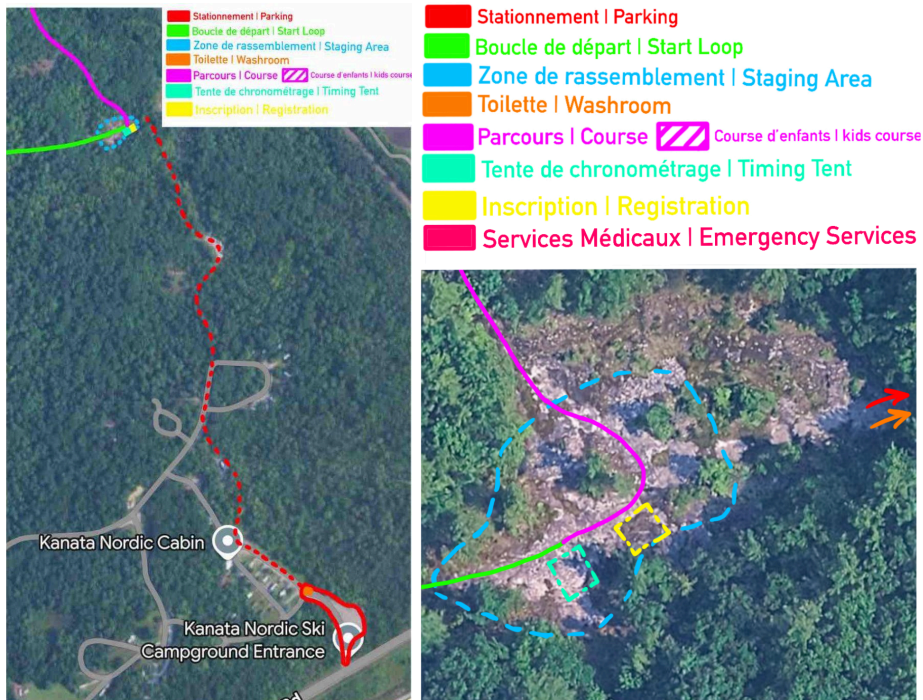 Stationnement | Parking
Boucle de départ | Start Loop
Zone de rassemblement | Staging Area
Toilette | Washroom
Parcours | Course Course d'enfants | kids course
Tente de chronométrage | Timing Tent
Inscription | Registration
Kanata Nordic Cabin
Kanata Nordic Ski
Campground Entrance
Stationnement | Parking
Boucle de départ | Start Loop
Zone de rassemblement | Staging Area
Toilette | Washroom
Parcours | Course Course d'enfants | kids course
Tente de chronométrage | Timing Tent
Inscription | Registration
Services Médicaux | Emergency Services